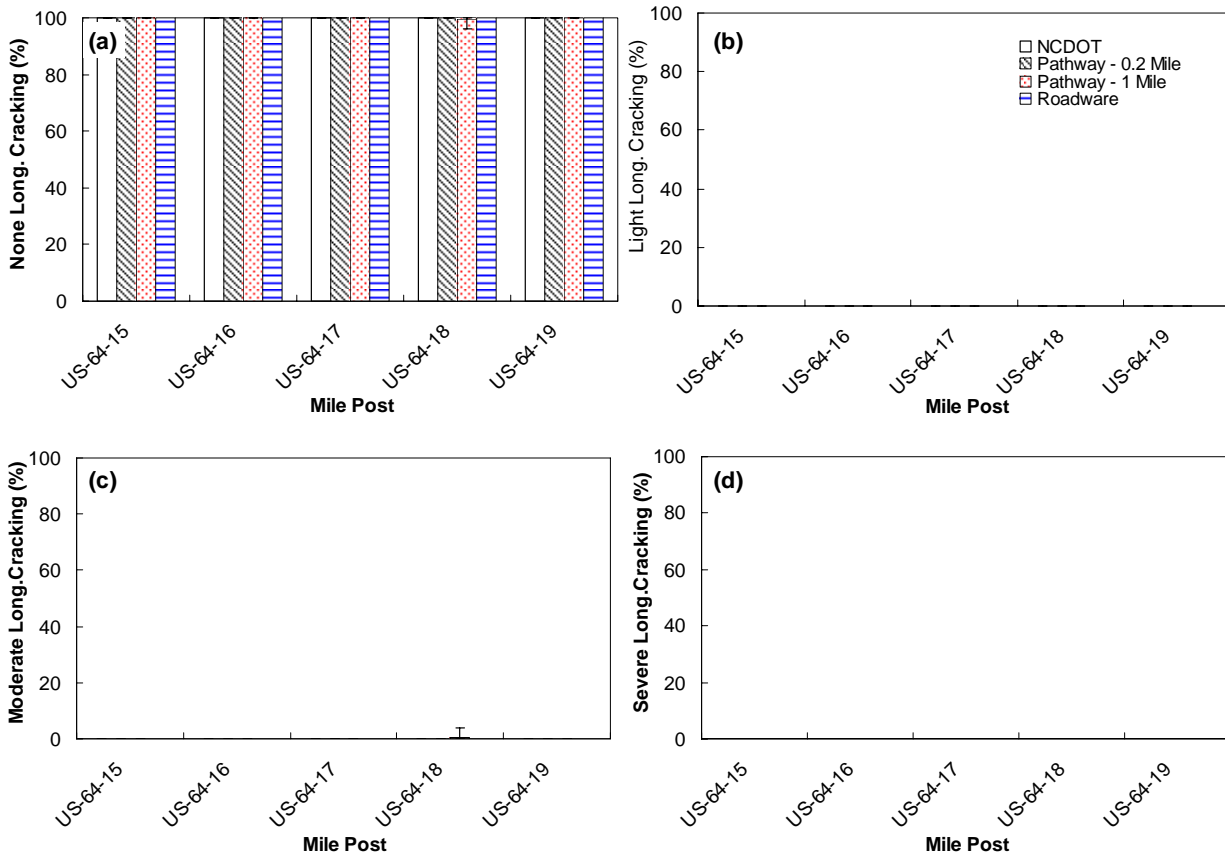 (a)
None Long. Cracking (%)
100
80
60
40
20
0
US-64-15
US-64-16
US-64-17
US-64-18
US-64-19
Mile Post
(b)
Light Long. Cracking (%)
100
80
60
40
20
0
NCDOT
Pathway - 0.2 Mile
Pathway - 1 Mile
Roadware
US-64-15
US-64-16
US-64-17
US-64-18
US-64-19
Mile Post
(c)
Moderate Long.Cracking (%)
100
80
60
40
20
0
US-64-15
US-64-16
US-64-17
US-64-18
US-64-19
Mile Post
(d)
Severe Long.Cracking (%)
100
80
60
40
20
0
US-64-15
US-64-16
US-64-17
US-64-18
US-64-19
Mile Post